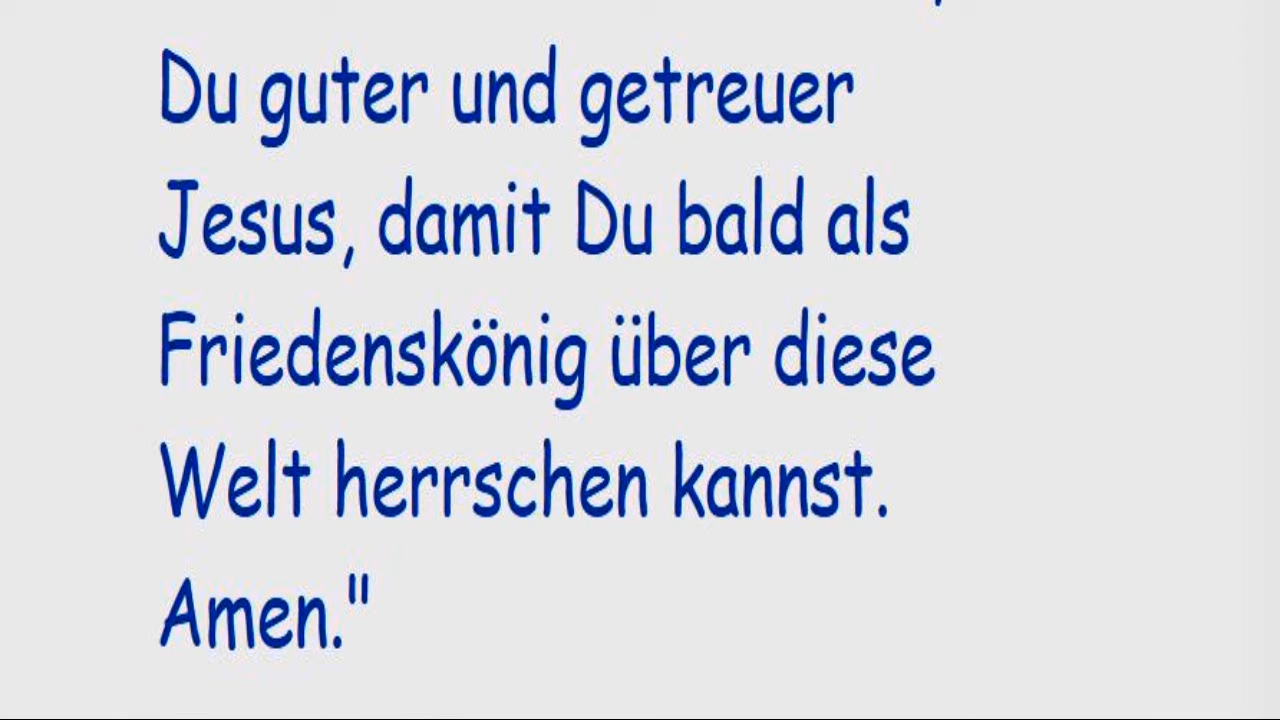 Du guter und getreuer
Jesus, damit Du bald als
Friedenskönig über diese
Welt herrschen kannst.
Amen."